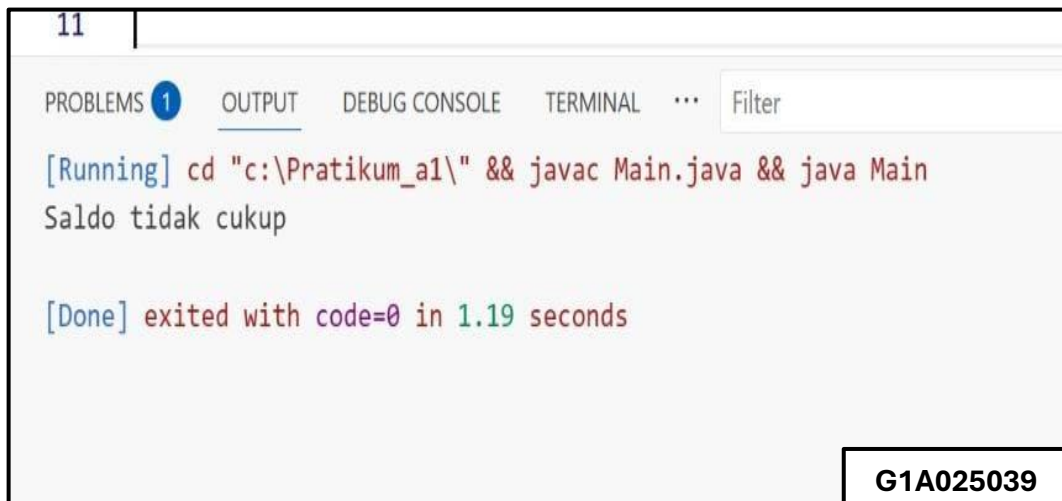 11
PROBLEMS 1 OUTPUT DEBUG CONSOLE TERMINAL ··· Filter
[Running] cd "c:\Pratikum_a1\" && javac Main.java && java Main
Saldo tidak cukup
[Done] exited with code=0 in 1.19 seconds
G1A025039